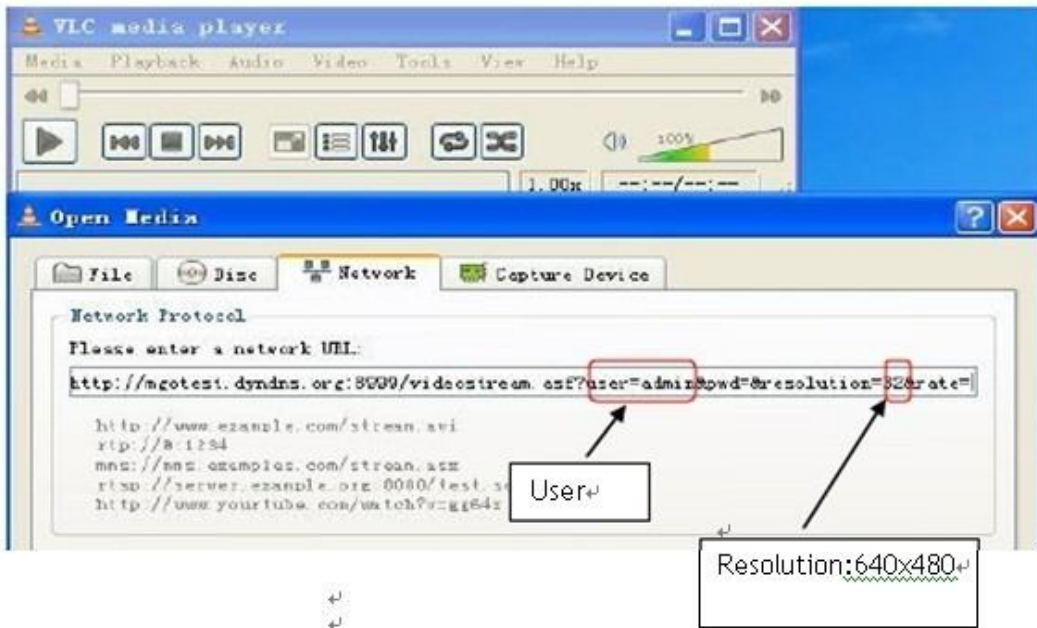 VLC media player
Media Playback Audio Video Tools View Help
100%
1.00x --:--/--:--
Open Media
File Disc Network Capture Device
Network Protocol
Please enter a network URL:
http://mgotest.dyndns.org:8999/videostream.asf?user=admin&pwd=&resolution=32&rate=
http://www.example.com/stream.avi
rtp://@:1234
mms://mms.examples.com/stream.asx
rtsp://server.example.org:8080/test.s
http://www.yourtube.com/watch?v=gg64x
User
Resolution:640x480